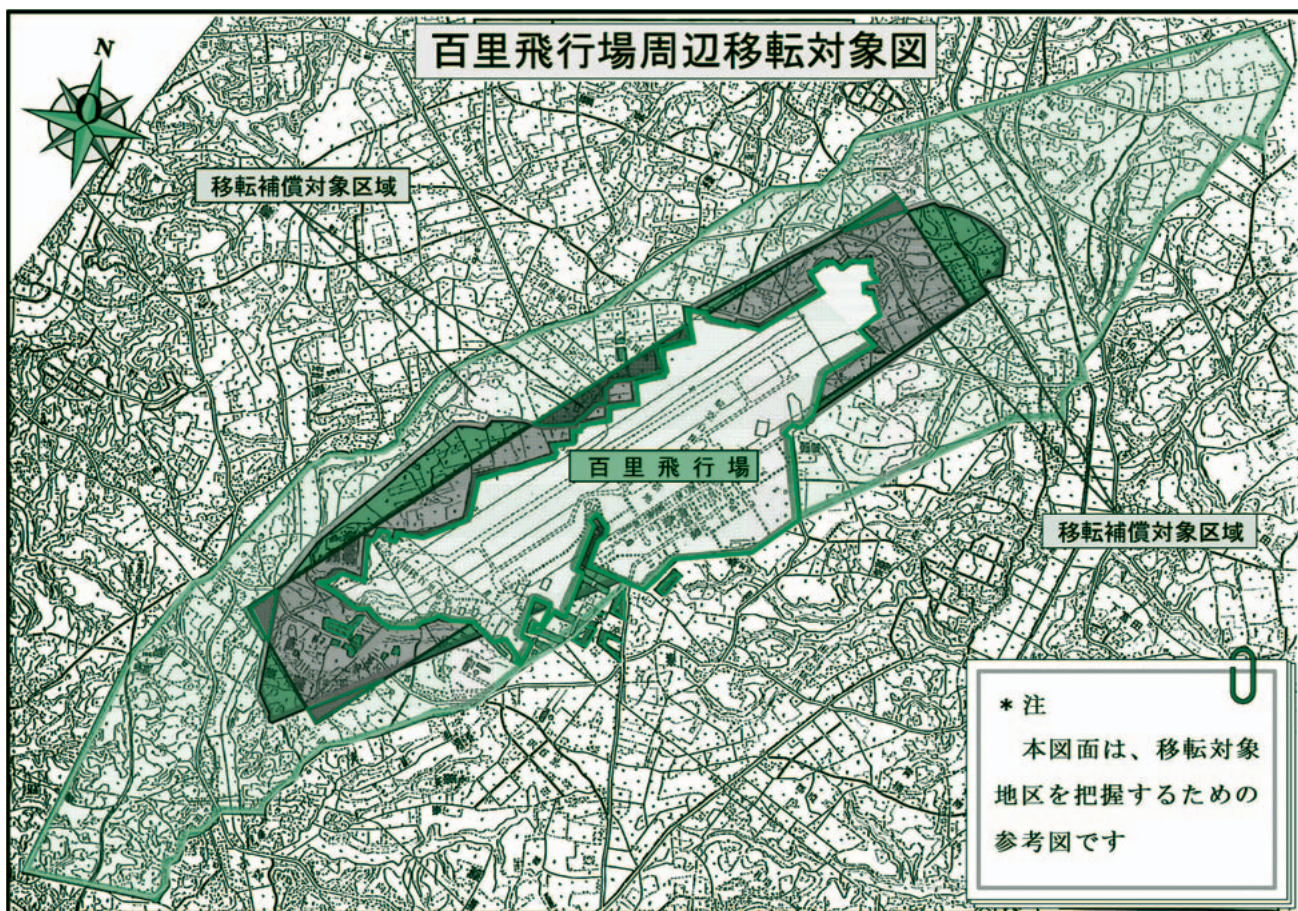 百里飛行場周辺移転対象図
N
移転補償対象区域
百里飛行場
移転補償対象区域
*注
本図面は、移転対象
地区を把握するための
参考図です